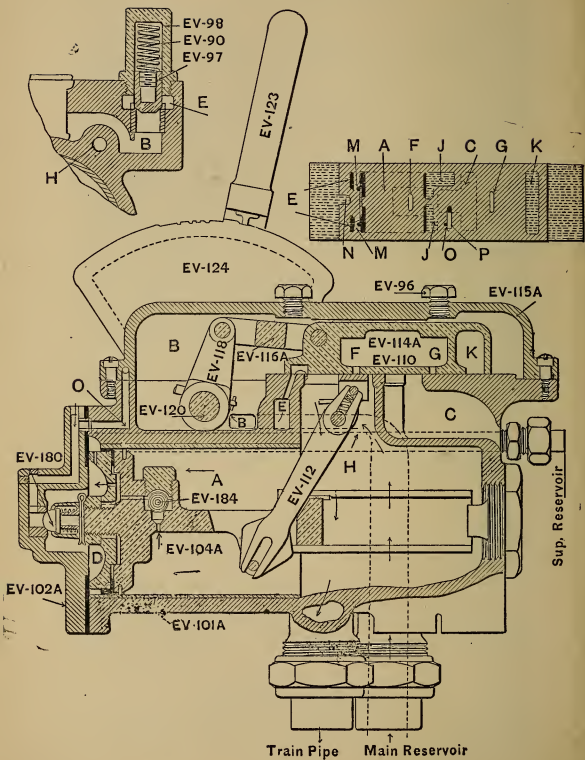 EV-98
EV-90
EV-97
E
B
H
EV-123
M A F J C G K
E
N M J O P
EV-124
EV-96
EV-115A
B
EV-118
EV-116A
EV-114A
EV-110
F G K
O
EV-120
B
E
C
EV-180
A
H
EV-184
EV-112
EV-104A
D
Sup. Reservoir
EV-102A
EV-101A
Train Pipe Main Reservoir